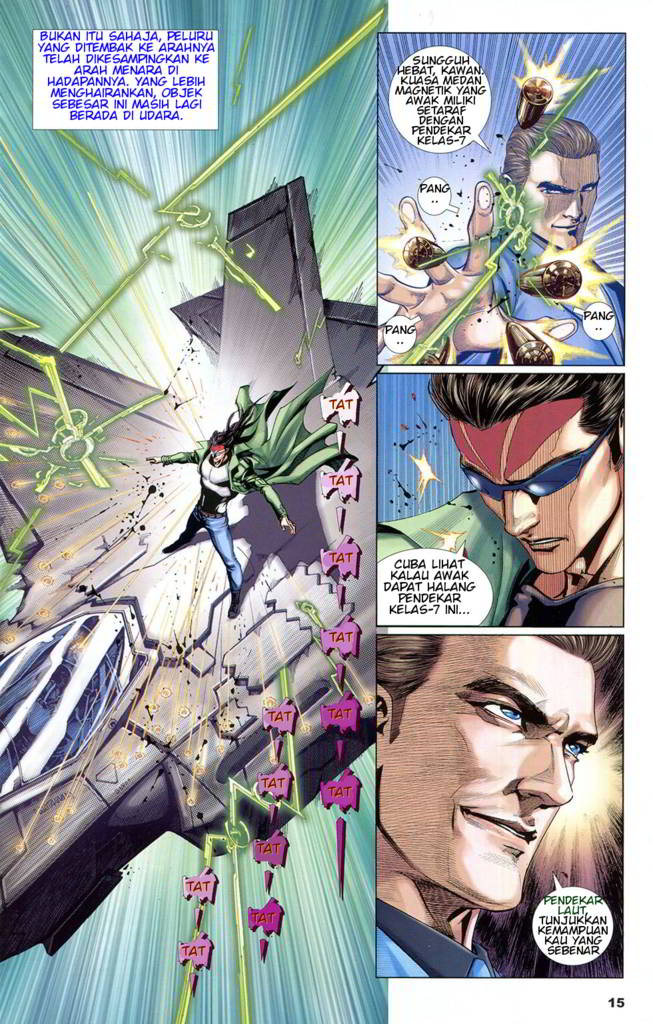 BUKAN ITU SAHAJA, PELURU
YANG DITEMBAK KE ARAHNYA
TELAH DIKESAMPINGKAN KE
ARAH MENARA DI
HADAPANNYA. YANG LEBIH
MENGHAIRANKAN, OBJEK
SEBESAR INI MASIH LAGI
BERADA DI UDARA.
TAT
TAT
TAT
TAT
TAT
TAT
TAT
TAT
TAT
TAT
TAT
TAT
SUNGGUH
HEBAT, KAWAN.
KUASA MEDAN
MAGNETIK YANG
AWAK MILIKI
SETARAF
DENGAN
PENDEKAR
KELAS-7
PANG
..
PANG
..
PANG
..
CUBA LIHAT
KALAU AWAK
DAPAT HALANG
PENDEKAR
KELAS-7 INI...
PENDEKAR
LAUT,
TUNJUKKAN
KEMAMPUAN
KAU YANG
SEBENAR
15